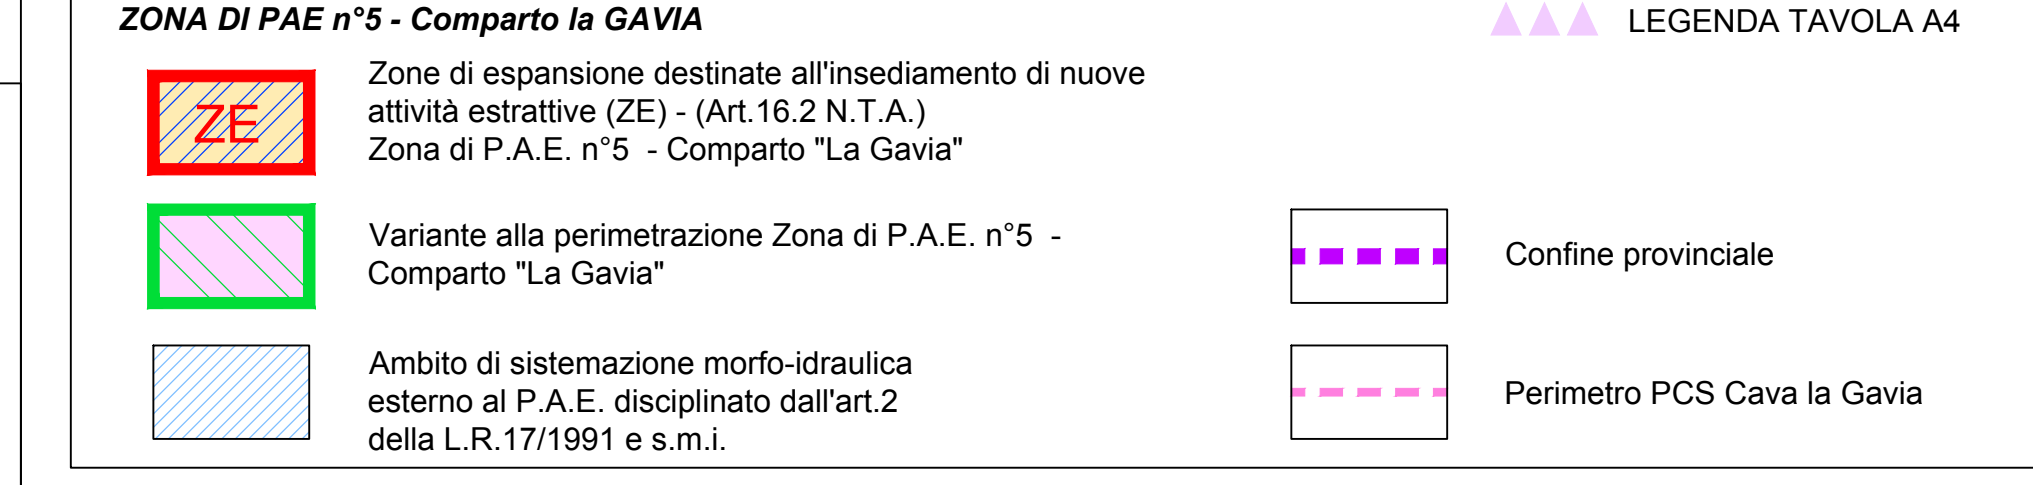 ZONA DI PAE n°5 - Comparto la GAVIA
LEGENDA TAVOLA A4
ZE
Zone di espansione destinate all'insediamento di nuove
attività estrattive (ZE) - (Art.16.2 N.T.A.)
Zona di P.A.E. n°5 - Comparto "La Gavia"
Variante alla perimetrazione Zona di P.A.E. n°5 -
Comparto "La Gavia"
Confine provinciale
Ambito di sistemazione morfo-idraulica
esterno al P.A.E. disciplinato dall'art.2
della L.R.17/1991 e s.m.i.
Perimetro PCS Cava la Gavia